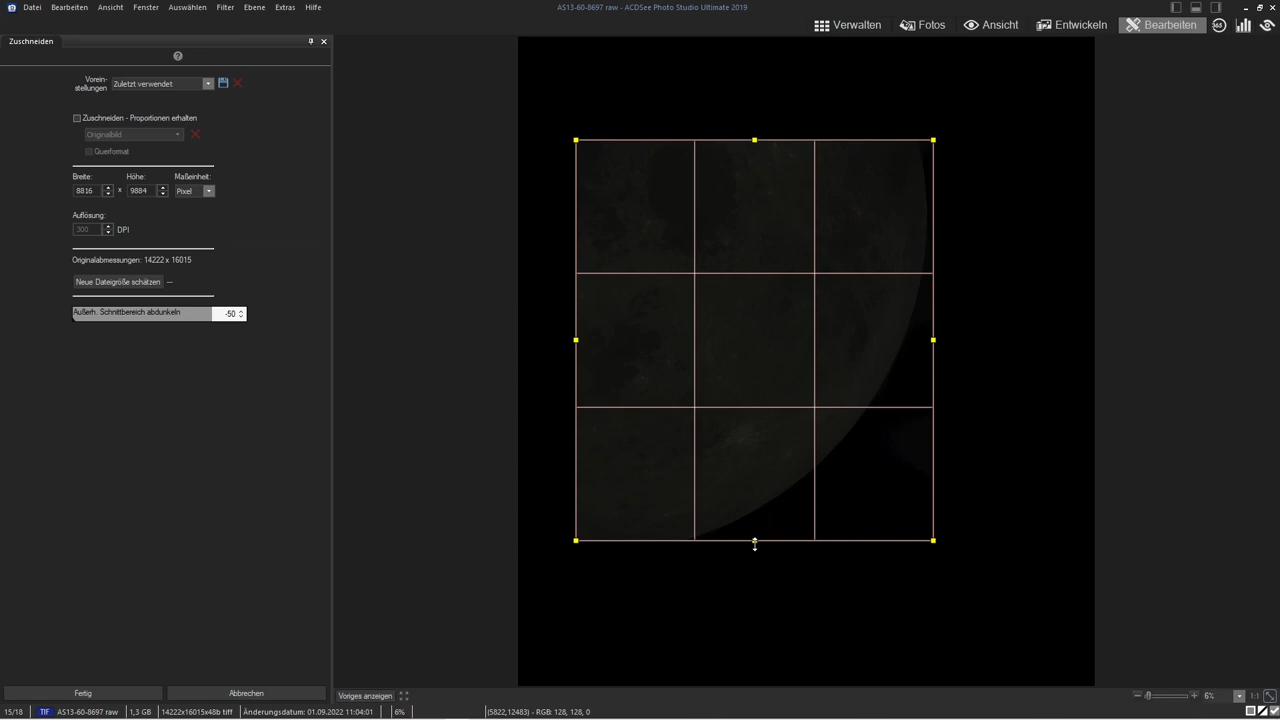 Datei Bearbeiten Ansicht Fenster Auswählen Filter Ebene Extras Hilfe
AS13-60-8697 raw - ACDSee Photo Studio Ultimate 2019
Verwalten Fotos Ansicht Entwickeln Bearbeiten 365
Zuschneiden
Vorein-
stellungen
Zuletzt verwendet
Zuschneiden - Proportionen erhalten
Originalbild
Querformat
Breite: Höhe: Maßeinheit:
8816 x 9884 Pixel
Auflösung:
300 DPI
Originalabmessungen: 14222 x 16015
Neue Dateigröße schätzen ---
Außerh. Schnittbereich abdunkeln -50
Fertig Abbrechen
Voriges anzeigen
6% 1:1
15/18 TIF AS13-60-8697 raw 1,3 GB 14222x16015x48b tiff Änderungsdatum: 01.09.2022 11:04:01 6% (5822,12483) - RGB: 128, 128, 0